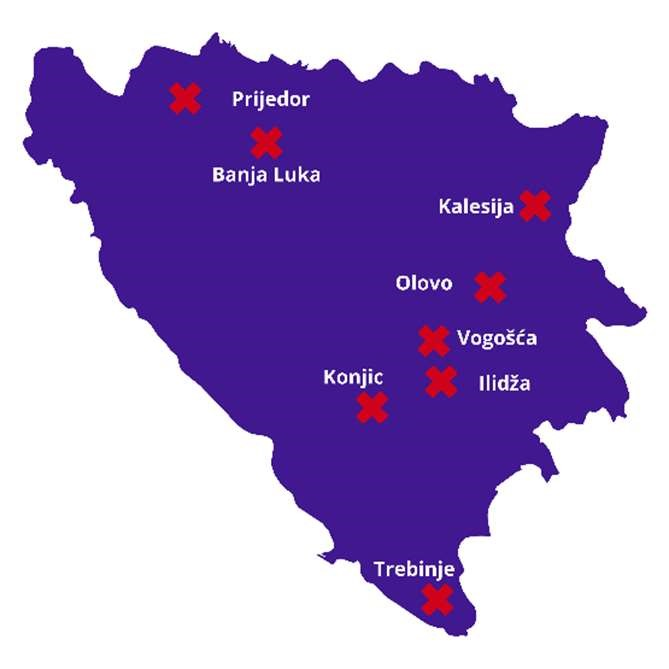 Prijedor
Banja Luka
Kalesija
Olovo
Vogošća
Konjic
Ilidža
Trebinje